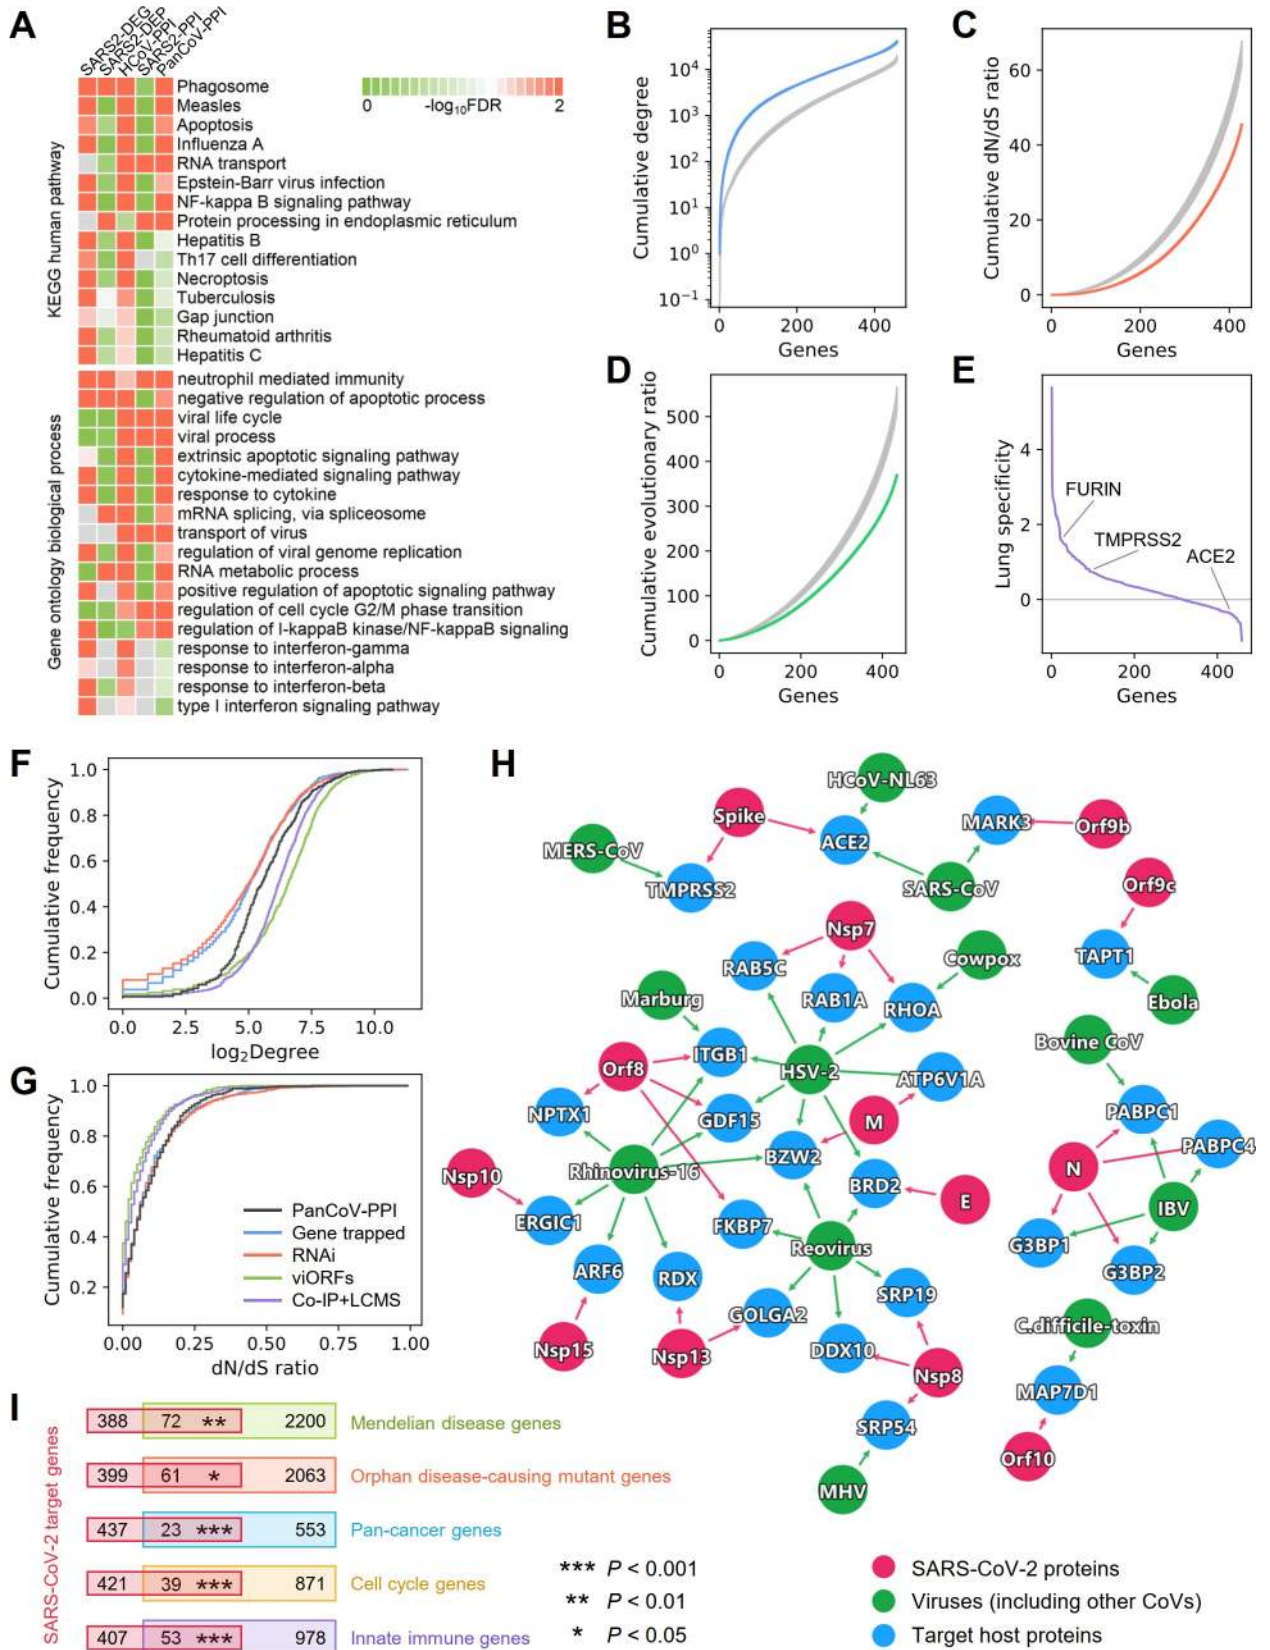 A
SARS2-DEG
SARS2-DEP
HCoV-PPI
SARS2-PPI
PanCoV-PPI
0 -log10FDR 2
KEGG human pathway
Phagosome
Measles
Apoptosis
Influenza A
RNA transport
Epstein-Barr virus infection
NF-kappa B signaling pathway
Protein processing in endoplasmic reticulum
Hepatitis B
Th17 cell differentiation
Necroptosis
Tuberculosis
Gap junction
Rheumatoid arthritis
Hepatitis C
Gene ontology biological process
neutrophil mediated immunity
negative regulation of apoptotic process
viral life cycle
viral process
extrinsic apoptotic signaling pathway
cytokine-mediated signaling pathway
response to cytokine
mRNA splicing, via spliceosome
transport of virus
regulation of viral genome replication
RNA metabolic process
positive regulation of apoptotic signaling pathway
regulation of cell cycle G2/M phase transition
regulation of I-kappaB kinase/NF-kappaB signaling
response to interferon-gamma
response to interferon-alpha
response to interferon-beta
type I interferon signaling pathway
B
Cumulative degree
10^4
10^3
10^2
10^1
10^0
10^−1
0 200 400
Genes
C
Cumulative dN/dS ratio
60
40
20
0
0 200 400
Genes
D
Cumulative evolutionary ratio
500
400
300
200
100
0
0 200 400
Genes
E
Lung specificity
4
2
0
FURIN
TMPRSS2
ACE2
0 200 400
Genes
F
Cumulative frequency
1.0
0.8
0.6
0.4
0.2
0.0
0.0 2.5 5.0 7.5 10.0
log2Degree
G
Cumulative frequency
1.0
0.8
0.6
0.4
0.2
PanCoV-PPI
Gene trapped
RNAi
viORFs
Co-IP+LCMS
0.00 0.25 0.50 0.75 1.00
dN/dS ratio
H
HCoV-NL63
Spike
ACE2
MARK3
Orf9b
MERS-CoV
TMPRSS2
SARS-CoV
Orf9c
Nsp7
RAB5C
Cowpox
TAPT1
Marburg
RAB1A
RHOA
Ebola
Bovine CoV
ITGB1
Orf8
HSV-2
ATP6V1A
NPTX1
GDF15
M
PABPC1
PABPC4
BZW2
Nsp10
Rhinovirus-16
N
BRD2
E
IBV
ERGIC1
FKBP7
Reovirus
G3BP1
G3BP2
ARF6
RDX
SRP19
GOLGA2
C.difficile-toxin
Nsp15
Nsp13
DDX10
Nsp8
MAP7D1
SRP54
Orf10
MHV
I
SARS-CoV-2 target genes
388 72 ** 2200 Mendelian disease genes
399 61 * 2063 Orphan disease-causing mutant genes
437 23 *** 553 Pan-cancer genes
421 39 *** 871 Cell cycle genes
407 53 *** 978 Innate immune genes
*** P < 0.001
** P < 0.01
* P < 0.05
SARS-CoV-2 proteins
Viruses (including other CoVs)
Target host proteins